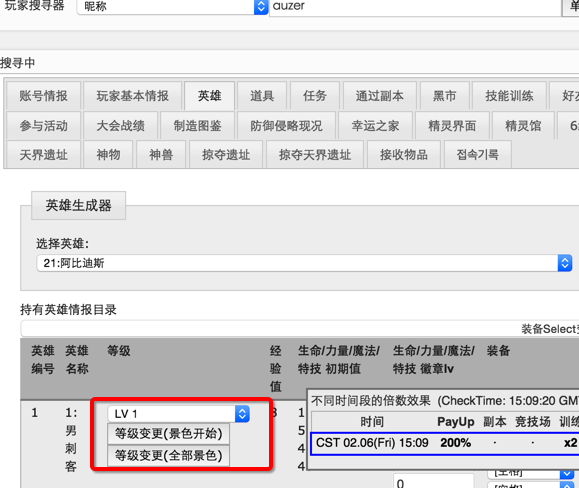 玩家搜寻器 昵称 auzer 单
搜寻中
账号情报 玩家基本情报 英雄 道具 任务 通过副本 黑市 技能训练 好友
参与活动 大会战绩 制造图鉴 防御侵略现况 幸运之家 精灵界面 精灵馆 6
天界遗址 神物 神兽 掠夺遗址 掠夺天界遗址 接收物品 접속기록
英雄生成器
选择英雄:
21:阿比迪斯
持有英雄情报目录
装备Select
英雄编号 英雄名称 等级 经验值 生命/力量/魔法/特技 初期值 生命/力量/魔法/特技 徽章lv 装备
1 1:男刺客 LV 1
等级变更(景色开始)
等级变更(全部景色)
不同时间段的倍数效果 (CheckTime: 15:09:20 GMT
时间 PayUp 副本 竞技场 训练
CST 02.06(Fri) 15:09 200% · · x2
0
[空格]